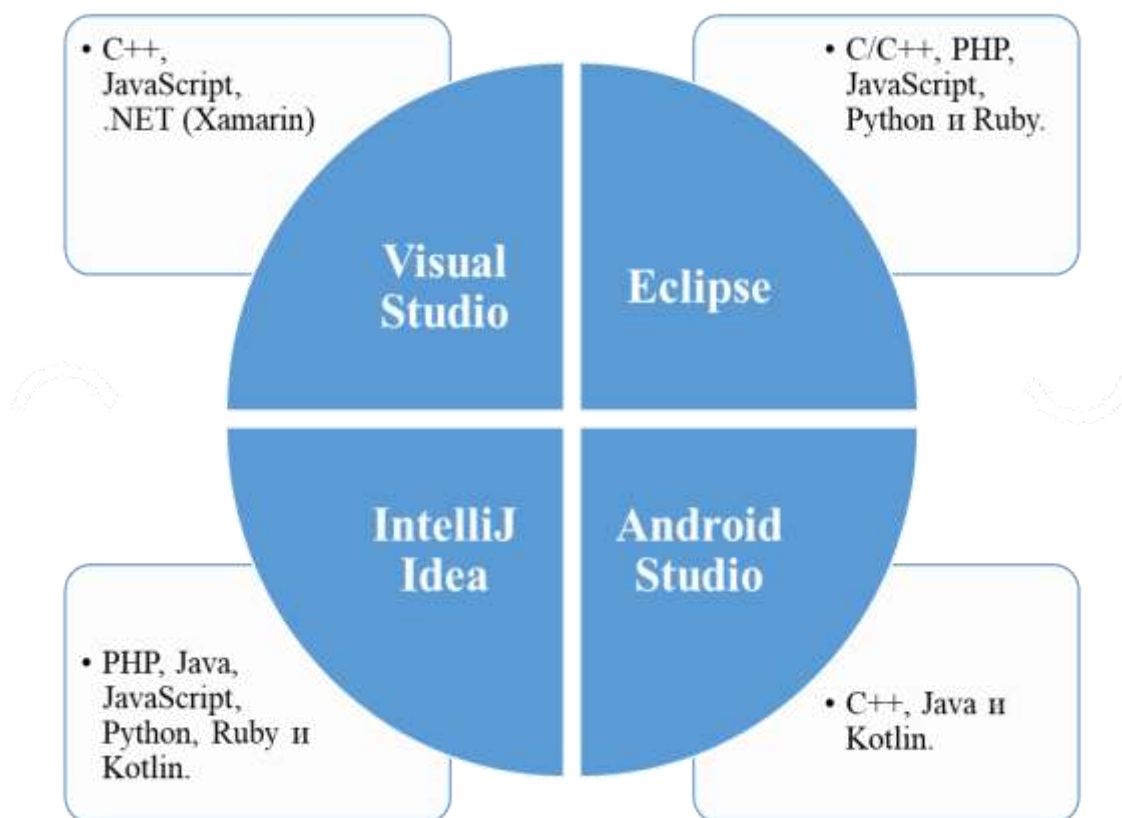 • C++,
JavaScript,
.NET (Xamarin)
• C/C++, PHP,
JavaScript,
Python и Ruby.
Visual
Studio
Eclipse
IntelliJ
Idea
Android
Studio
• PHP, Java,
JavaScript,
Python, Ruby и
Kotlin.
• C++, Java и
Kotlin.